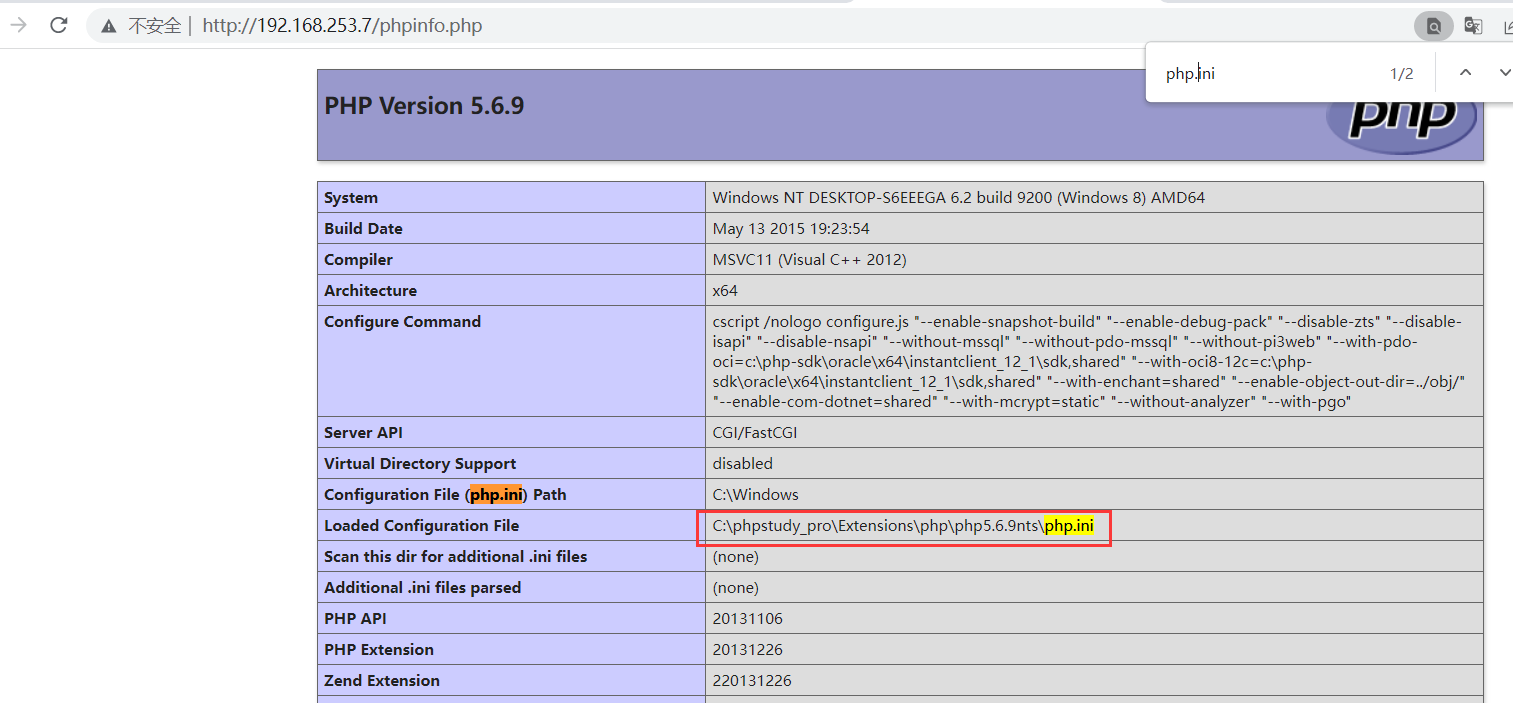 不安全 | http://192.168.253.7/phpinfo.php
php.ini 1/2
PHP Version 5.6.9
php
System Windows NT DESKTOP-S6EEEGA 6.2 build 9200 (Windows 8) AMD64
Build Date May 13 2015 19:23:54
Compiler MSVC11 (Visual C++ 2012)
Architecture x64
Configure Command cscript /nologo configure.js "--enable-snapshot-build" "--enable-debug-pack" "--disable-zts" "--disable-
isapi" "--disable-nsapi" "--without-mssql" "--without-pdo-mssql" "--without-pi3web" "--with-pdo-
oci=c:\php-sdk\oracle\x64\instantclient_12_1\sdk,shared" "--with-oci8-12c=c:\php-
sdk\oracle\x64\instantclient_12_1\sdk,shared" "--with-enchant=shared" "--enable-object-out-dir=../obj/"
"--enable-com-dotnet=shared" "--with-mcrypt=static" "--without-analyzer" "--with-pgo"
Server API CGI/FastCGI
Virtual Directory Support disabled
Configuration File (php.ini) Path C:\Windows
Loaded Configuration File C:\phpstudy_pro\Extensions\php\php5.6.9nts\php.ini
Scan this dir for additional .ini files (none)
Additional .ini files parsed (none)
PHP API 20131106
PHP Extension 20131226
Zend Extension 220131226